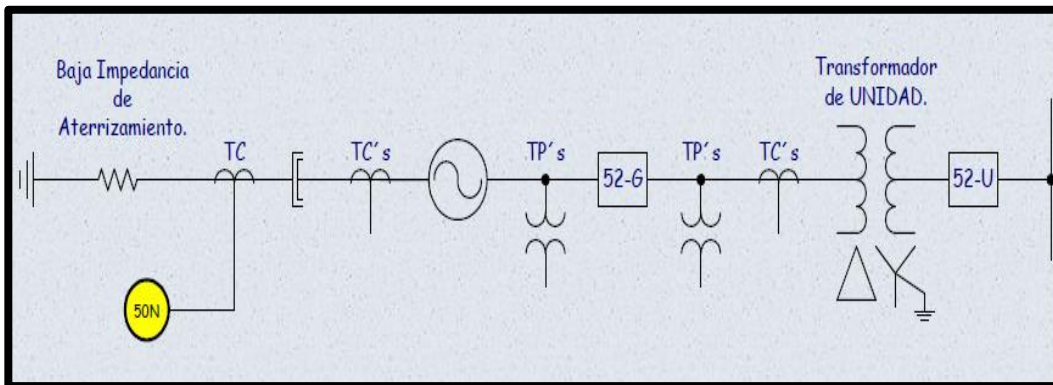 Baja Impedancia
de
Aterrizamiento.
TC
TC´s
TP´s
52-G
TP´s
TC´s
Transformador
de UNIDAD.
52-U
50N